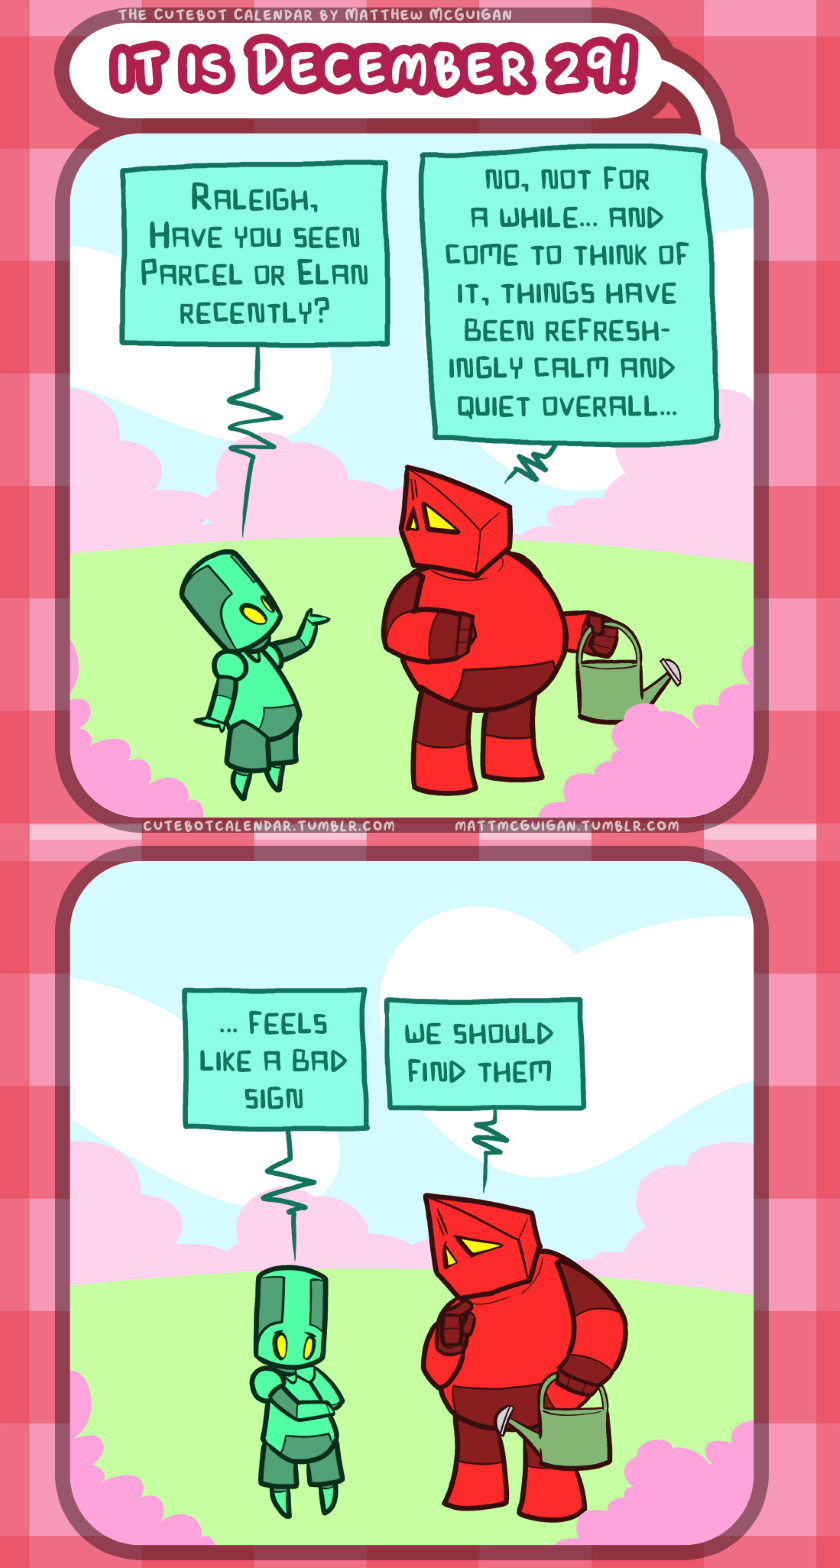 THE CUTEBOT CALENDAR BY MATTHEW MCGUIGAN
IT IS DECEMBER 29!
RALEIGH,
HAVE YOU SEEN
PARCEL OR ELAN
RECENTLY?
NO, NOT FOR
A WHILE... AND
COME TO THINK OF
IT, THINGS HAVE
BEEN REFRESH-
INGLY CALM AND
QUIET OVERALL...
CUTEBOTCALENDAR.TUMBLR.COM
MATTMCGUIGAN.TUMBLR.COM
... FEELS
LIKE A BAD
SIGN
WE SHOULD
FIND THEM